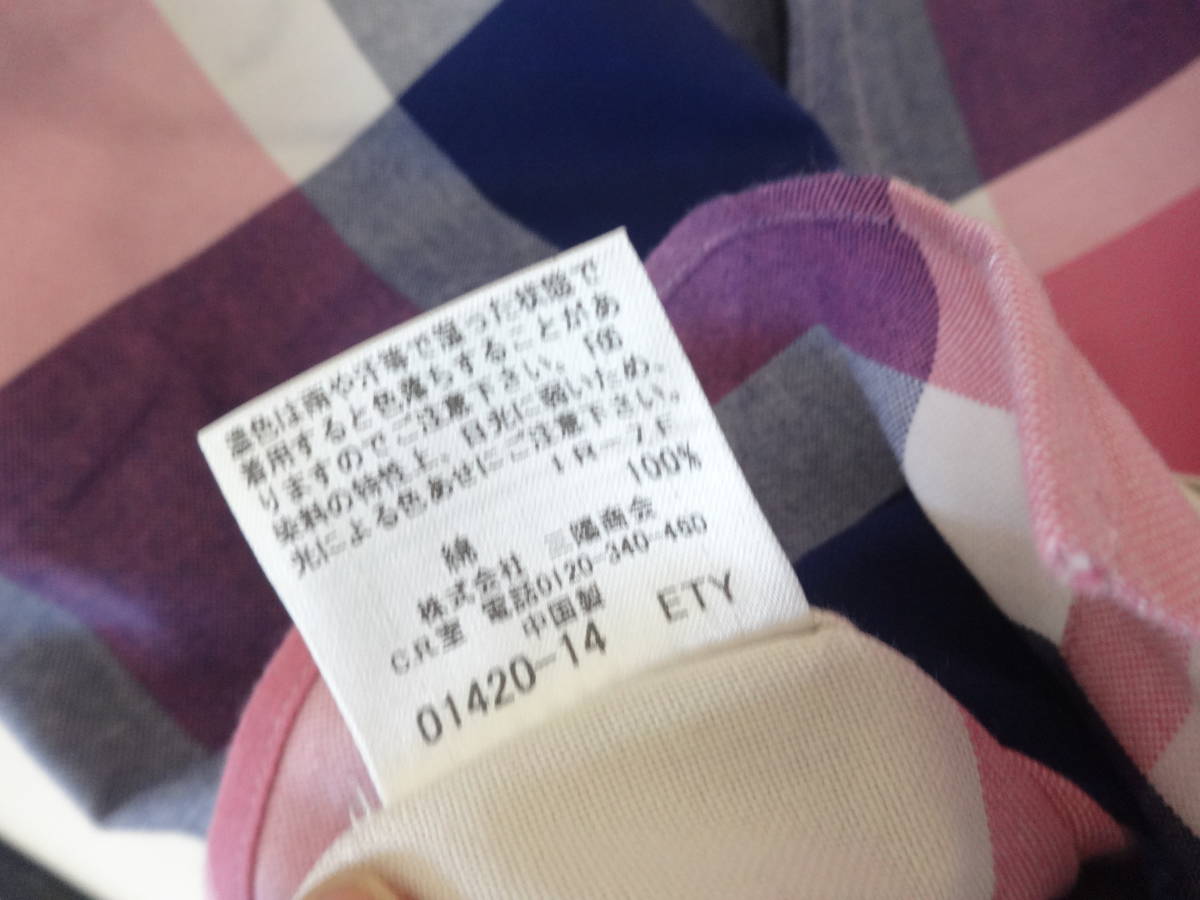 濃色は雨や汗等で湿った状態で
着用すると色落ちすることがあ
りますのでご注意下さい。1色
染料の特性上、日光に弱いため、
光による色あせにご注意下さい。
綿 100%
株式会社 三陽商会
CR室 電話0120-340-460
中国製
01420-14 ETY